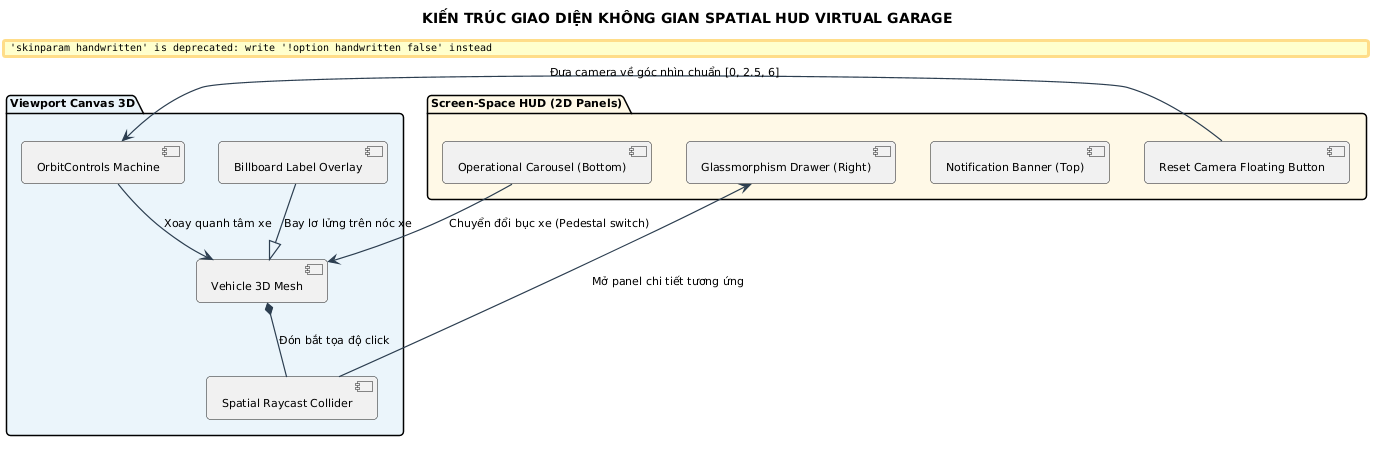 KIẾN TRÚC GIAO DIỆN KHÔNG GIAN SPATIAL HUD VIRTUAL GARAGE
'skinparam handwritten' is deprecated: write '!option handwritten false' instead
Đưa camera về góc nhìn chuẩn [0, 2.5, 6]
Viewport Canvas 3D
Screen-Space HUD (2D Panels)
OrbitControls Machine
Billboard Label Overlay
Operational Carousel (Bottom)
Glassmorphism Drawer (Right)
Notification Banner (Top)
Reset Camera Floating Button
Xoay quanh tâm xe
Bay lơ lửng trên nóc xe
Chuyển đổi bục xe (Pedestal switch)
Vehicle 3D Mesh
Mở panel chi tiết tương ứng
Đón bắt tọa độ click
Spatial Raycast Collider